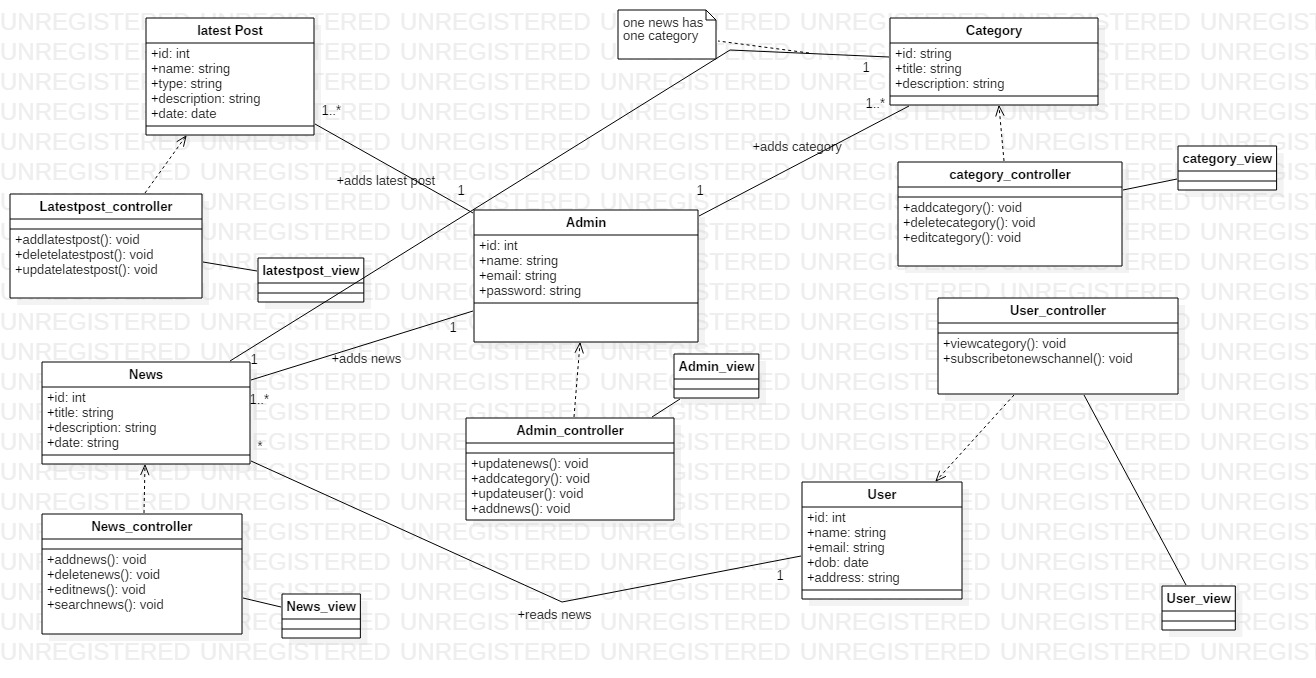 latest Post
+id: int
+name: string
+type: string
+description: string
+date: date
one news has
one category
Category
+id: string
+title: string
+description: string
1
1..*
1..*
+adds category
+adds latest post
1
1
category_controller
+addcategory(): void
+deletecategory(): void
+editcategory(): void
category_view
Latestpost_controller
+addlatestpost(): void
+deletelatestpost(): void
+updatelatestpost(): void
latestpost_view
Admin
+id: int
+name: string
+email: string
+password: string
1
+adds news
1
1..*
*
News
+id: int
+title: string
+description: string
+date: string
Admin_view
Admin_controller
+updatenews(): void
+addcategory(): void
+updateuser(): void
+addnews(): void
User_controller
+viewcategory(): void
+subscribetonewschannel(): void
User
+id: int
+name: string
+email: string
+dob: date
+address: string
1
+reads news
News_controller
+addnews(): void
+deletenews(): void
+editnews(): void
+searchnews(): void
News_view
User_view
UNREGISTERED